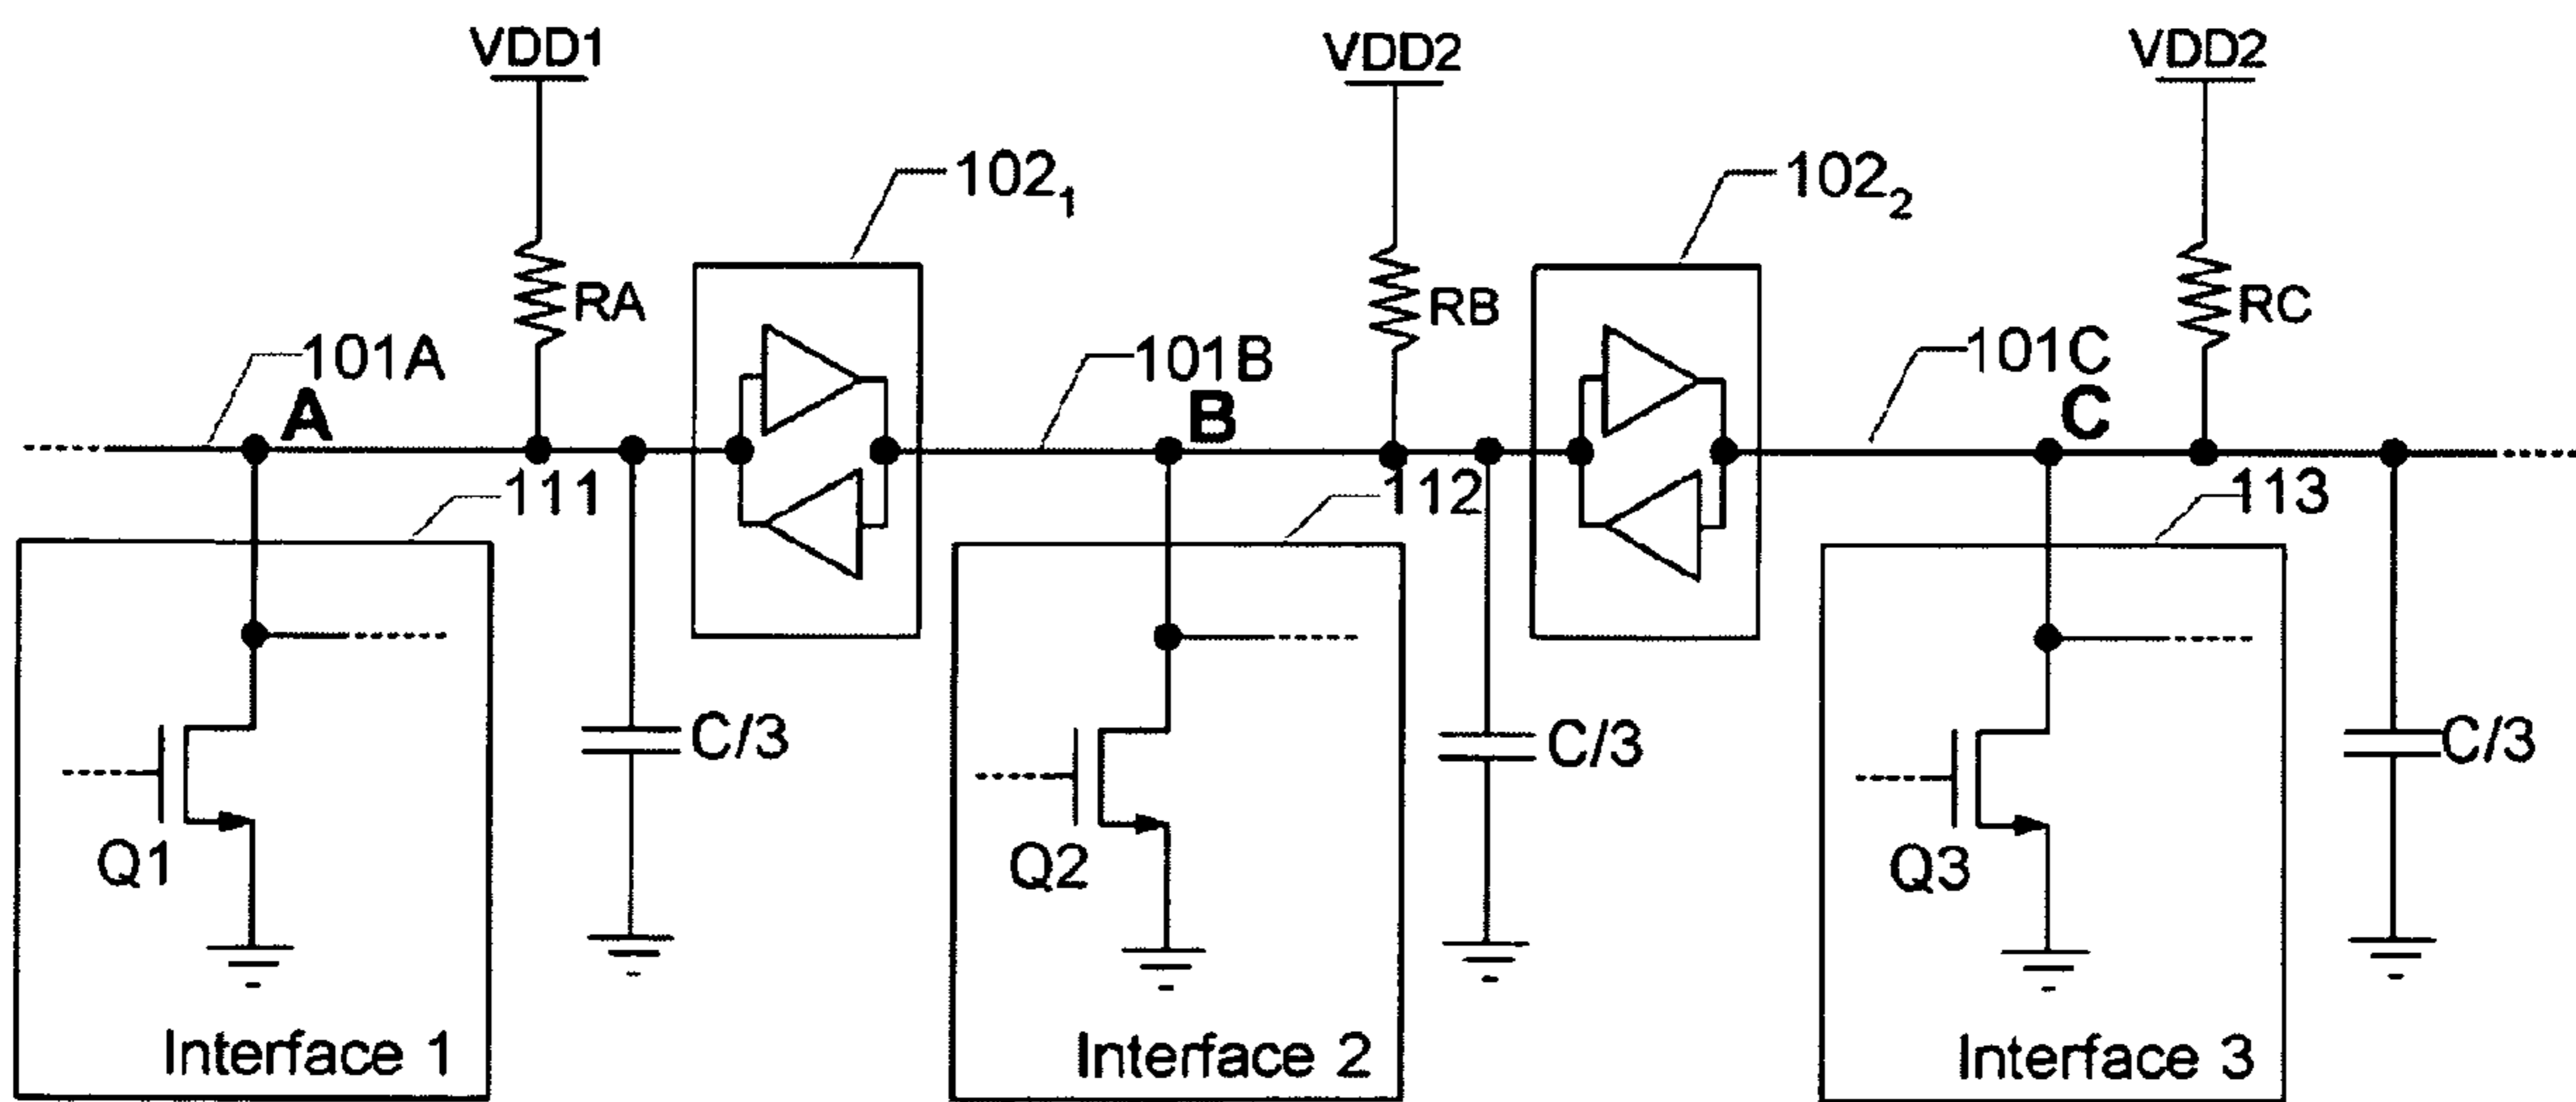 VDD1
VDD2
VDD2
102₁
102₂
RA
RB
RC
101A
101B
101C
A
B
C
111
112
113
C/3
C/3
C/3
Q1
Q2
Q3
Interface 1
Interface 2
Interface 3